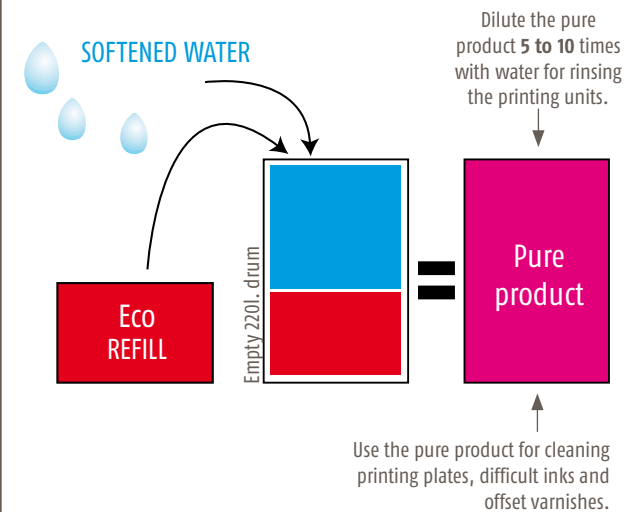 SOFTENED WATER
Dilute the pure
product 5 to 10 times
with water for rinsing
the printing units.
Eco
REFILL
Empty 220l. drum
Pure
product
Use the pure product for cleaning
printing plates, difficult inks and
offset varnishes.